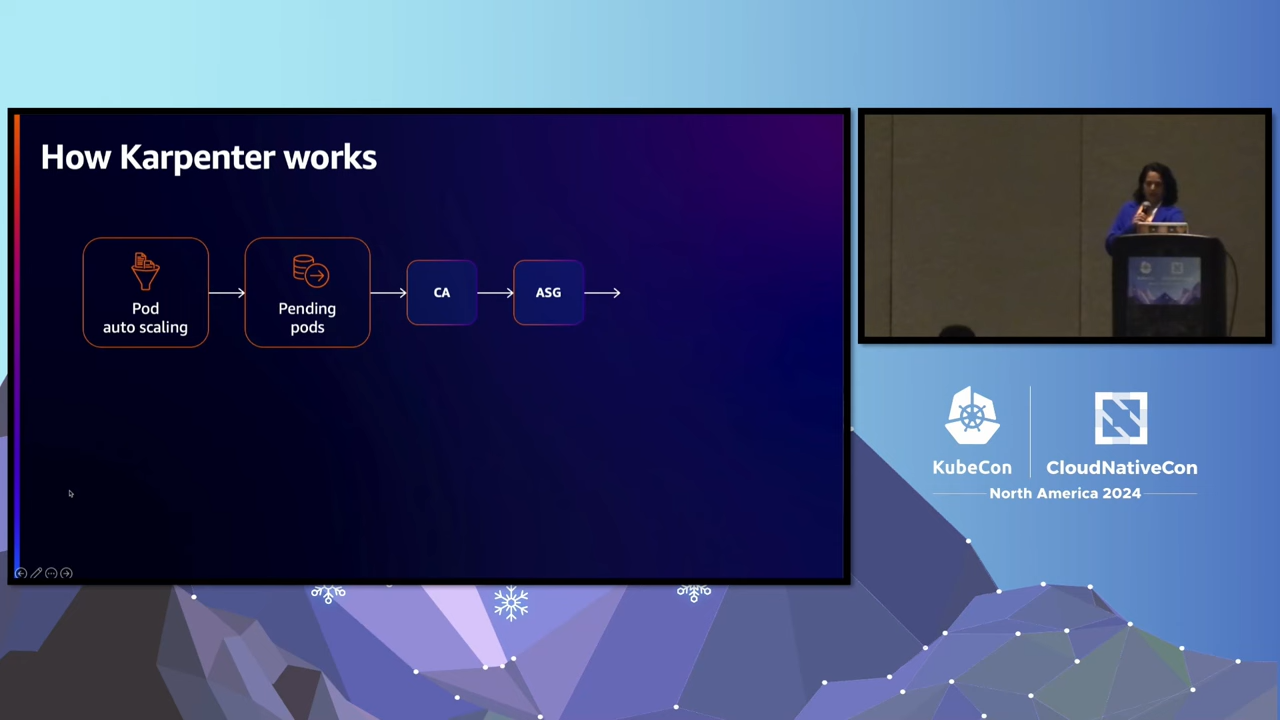 How Karpenter works
Pod
auto scaling
Pending
pods
CA
ASG
KubeCon
CloudNativeCon
North America 2024